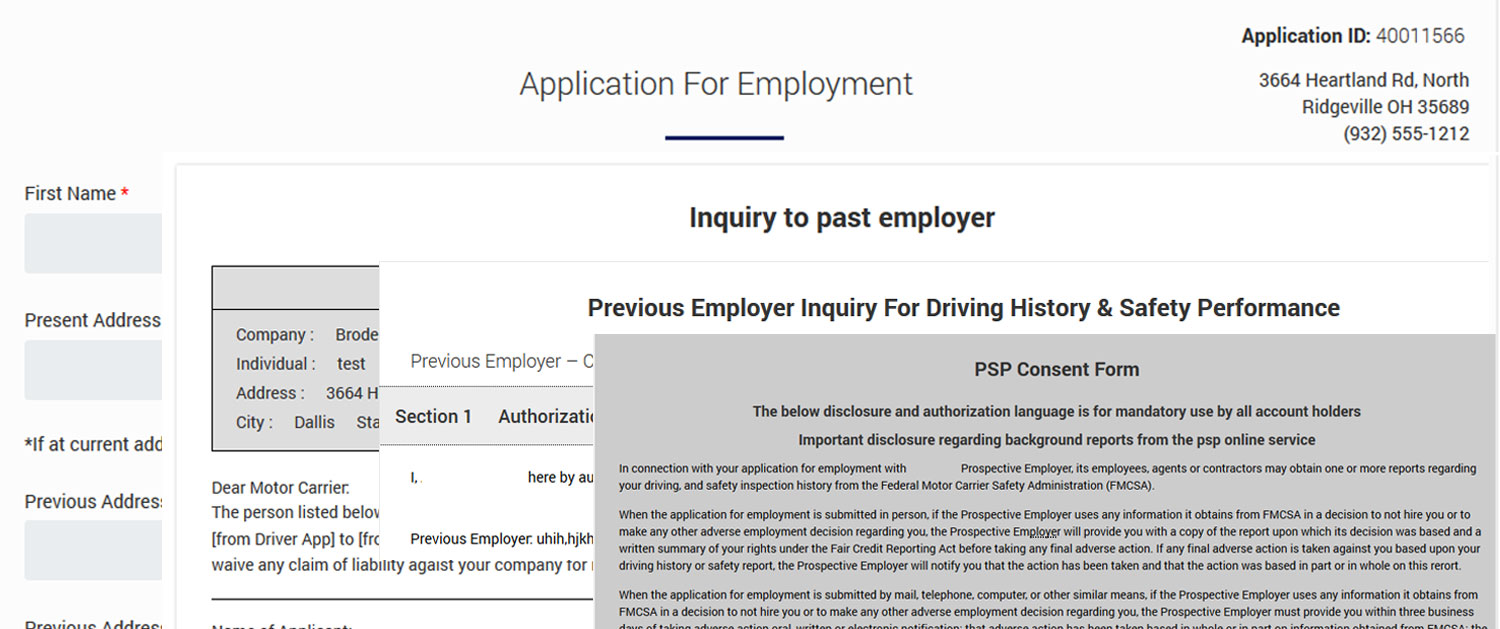 Application ID: 40011566
Application For Employment
3664 Heartland Rd, North
Ridgeville OH 35689
(932) 555-1212
First Name *
Present Address
*If at current add
Previous Addres
Previous Addres
Inquiry to past employer
Company : Brode
Individual : test
Address : 3664 H
City : Dallis Sta
Dear Motor Carrier:
The person listed below
[from Driver App] to [fro
waive any claim of liability agaist your company for
Name of Applicant:
Previous Employer Inquiry For Driving History & Safety Performance
Previous Employer – C
Section 1 Authorizati
I, . here by au
Previous Employer: uhih,hjkh
PSP Consent Form
The below disclosure and authorization language is for mandatory use by all account holders
Important disclosure regarding background reports from the psp online service
In connection with your application for employment with Prospective Employer, its employees, agents or contractors may obtain one or more reports regarding
your driving, and safety inspection history from the Federal Motor Carrier Safety Administration (FMCSA).
When the application for employment is submitted in person, if the Prospective Employer uses any information it obtains from FMCSA in a decision to not hire you or to
make any other adverse employment decision regarding you, the Prospective Employer will provide you with a copy of the report upon which its decision was based and a
written summary of your rights under the Fair Credit Reporting Act before taking any final adverse action. If any final adverse action is taken against you based upon your
driving history or safety report, the Prospective Employer will notify you that the action has been taken and that the action was based in part or in whole on this rerort.
When the application for employment is submitted by mail, telephone, computer, or other similar means, if the Prospective Employer uses any information it obtains from
FMCSA in a decision to not hire you or to make any other adverse employment decision regarding you, the Prospective Employer must provide you within three business
days of taking adverse action oral, written or electronic notification: that adverse action has been taken based in whole or in part on information obtained from FMCSA; the